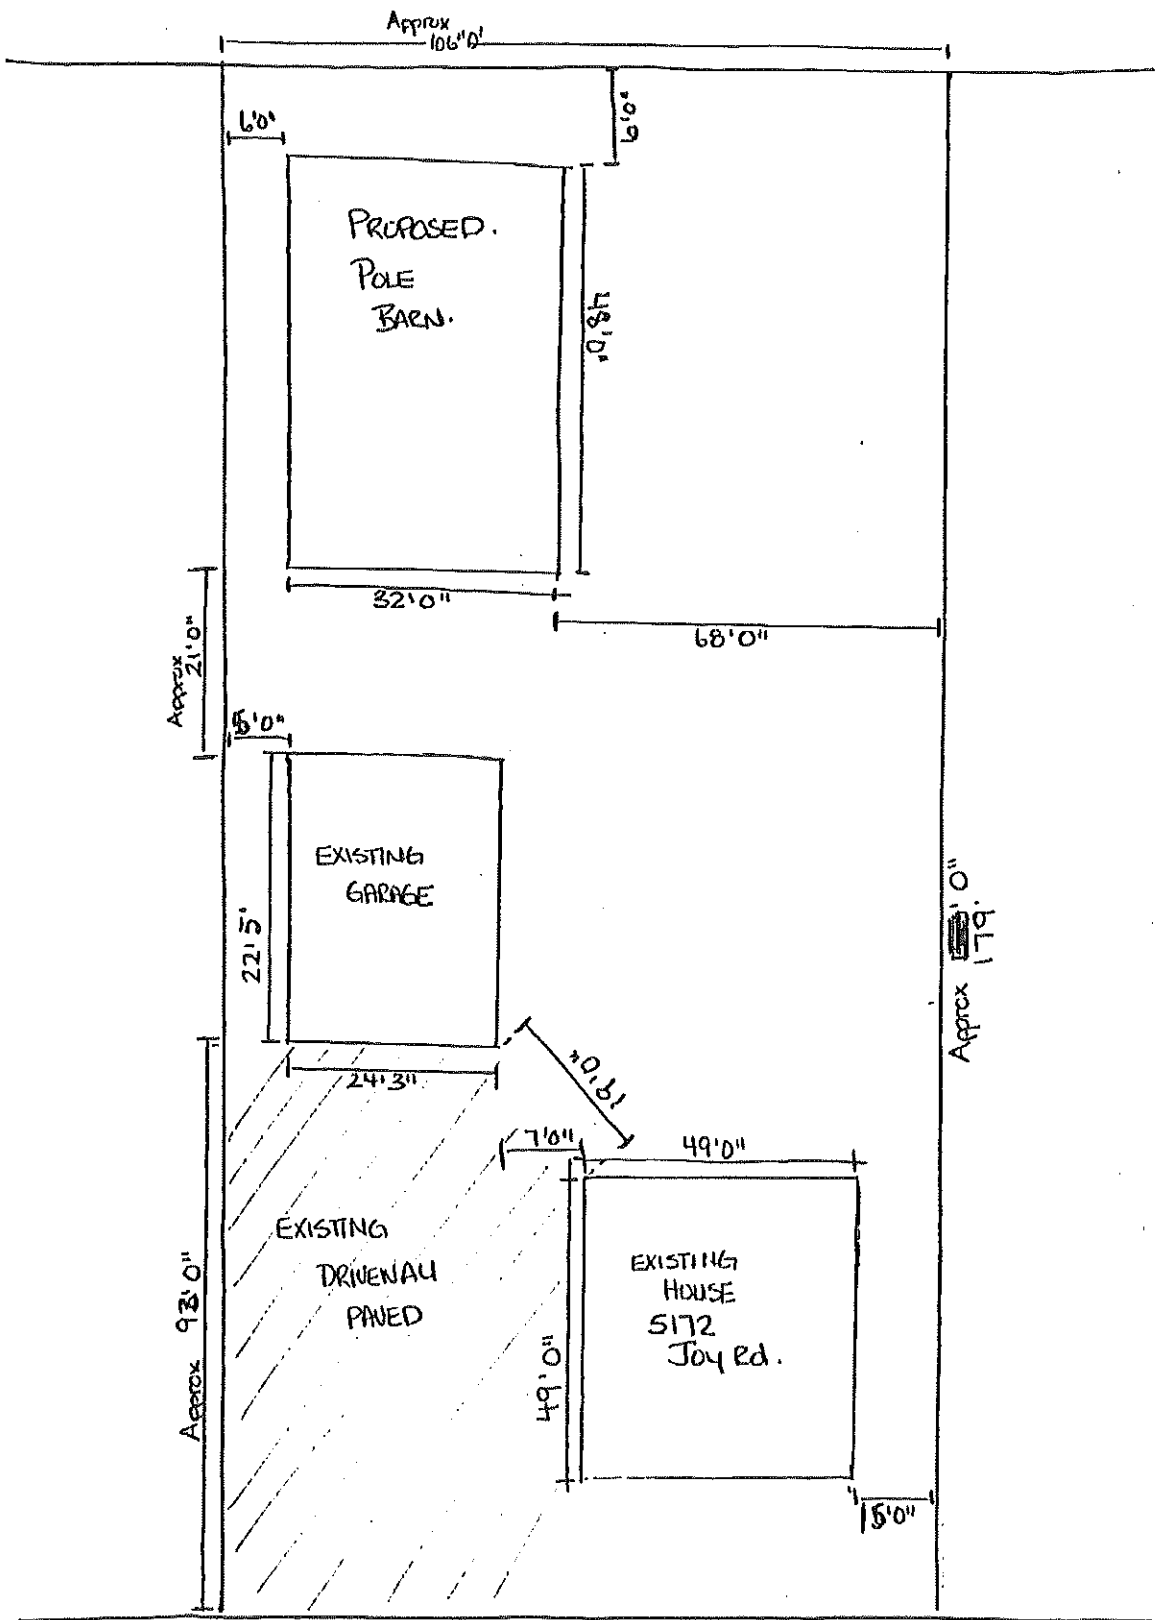 Approx
106"0'
6'0"
6'0"
PROPOSED.
POLE
BARN.
48'0"
32'0"
68'0"
Approx
21'0"
5'0"
EXISTING
GARAGE
22'5'
24'3"
19'0"
Approx 0"
179'
7'0"
49'0"
EXISTING
DRIVEWAY
PAVED
EXISTING
HOUSE
5172
Joy Rd.
49'0"
Approx 93'0"
15'0"